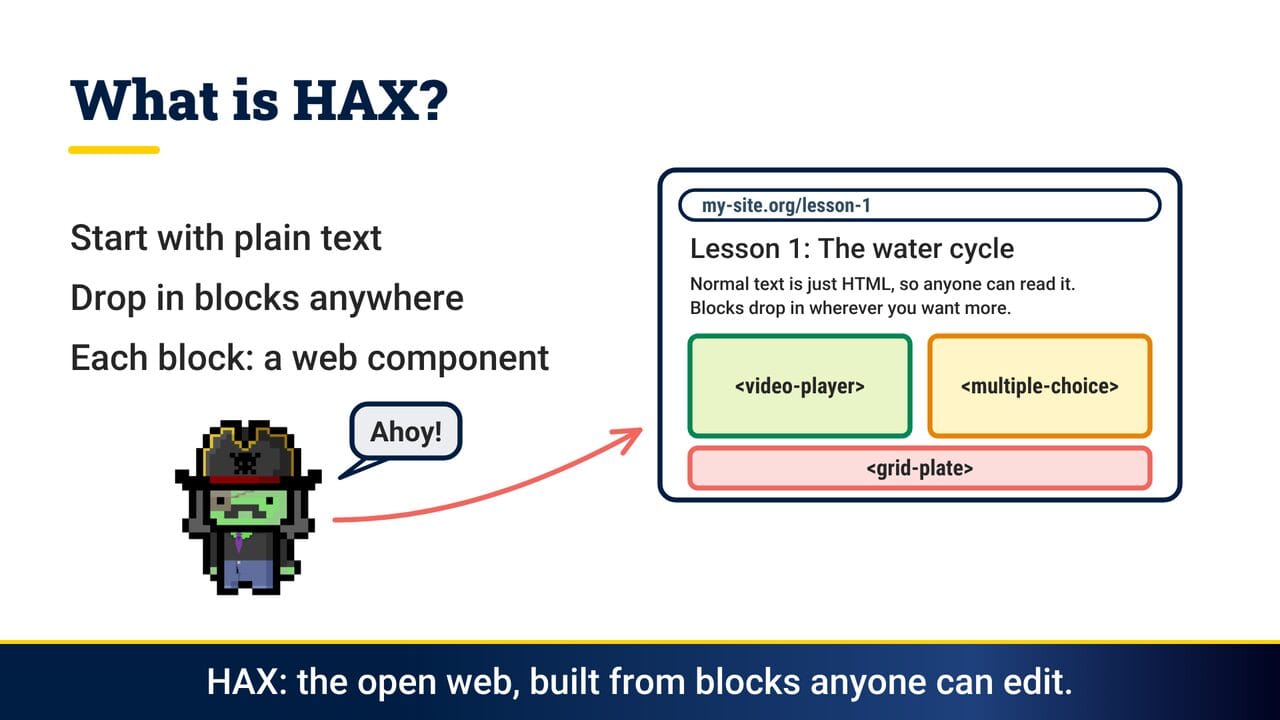 What is HAX?
Start with plain text
Drop in blocks anywhere
Each block: a web component
Ahoy!
my-site.org/lesson-1
Lesson 1: The water cycle
Normal text is just HTML, so anyone can read it.
Blocks drop in wherever you want more.
<video-player>
<multiple-choice>
<grid-plate>
HAX: the open web, built from blocks anyone can edit.